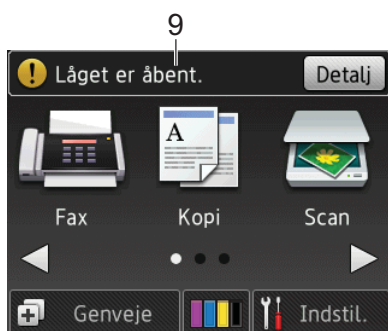 9
Låget er åbent. Detalj
A
Fax Kopi Scan
Genveje Indstil.